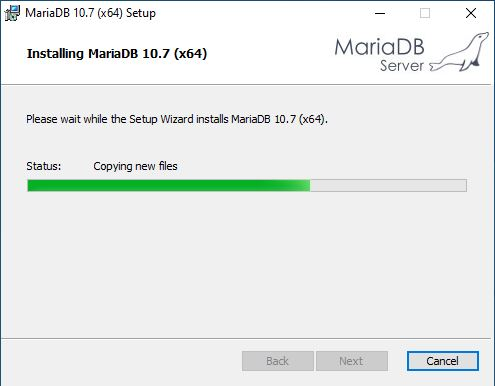 MariaDB 10.7 (x64) Setup
Installing MariaDB 10.7 (x64)
MariaDB
Server
Please wait while the Setup Wizard installs MariaDB 10.7 (x64).
Status: Copying new files
Back Next Cancel